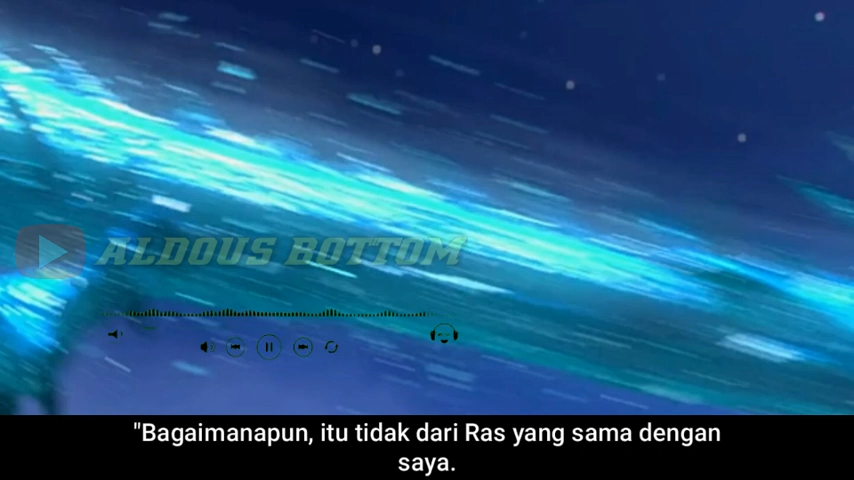 ALDOUS BOTTOM
"Bagaimanapun, itu tidak dari Ras yang sama dengan
saya.